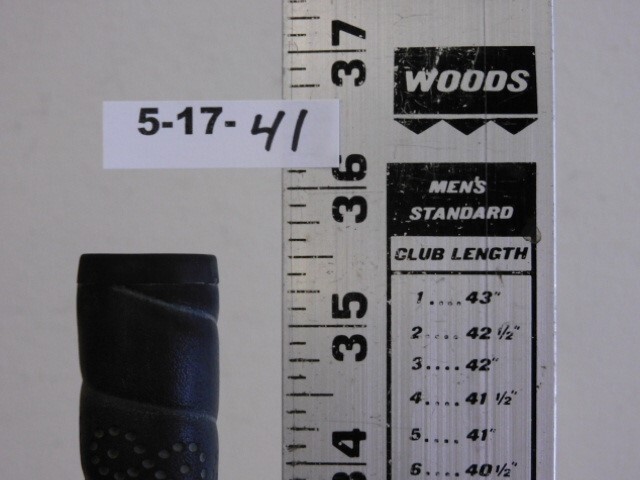 5-17-41
37
36
35
34
WOODS
MEN'S
STANDARD
CLUB LENGTH
1....43"
2....42 1/2"
3....42"
4....41 1/2"
5....41"
6....40 1/2"